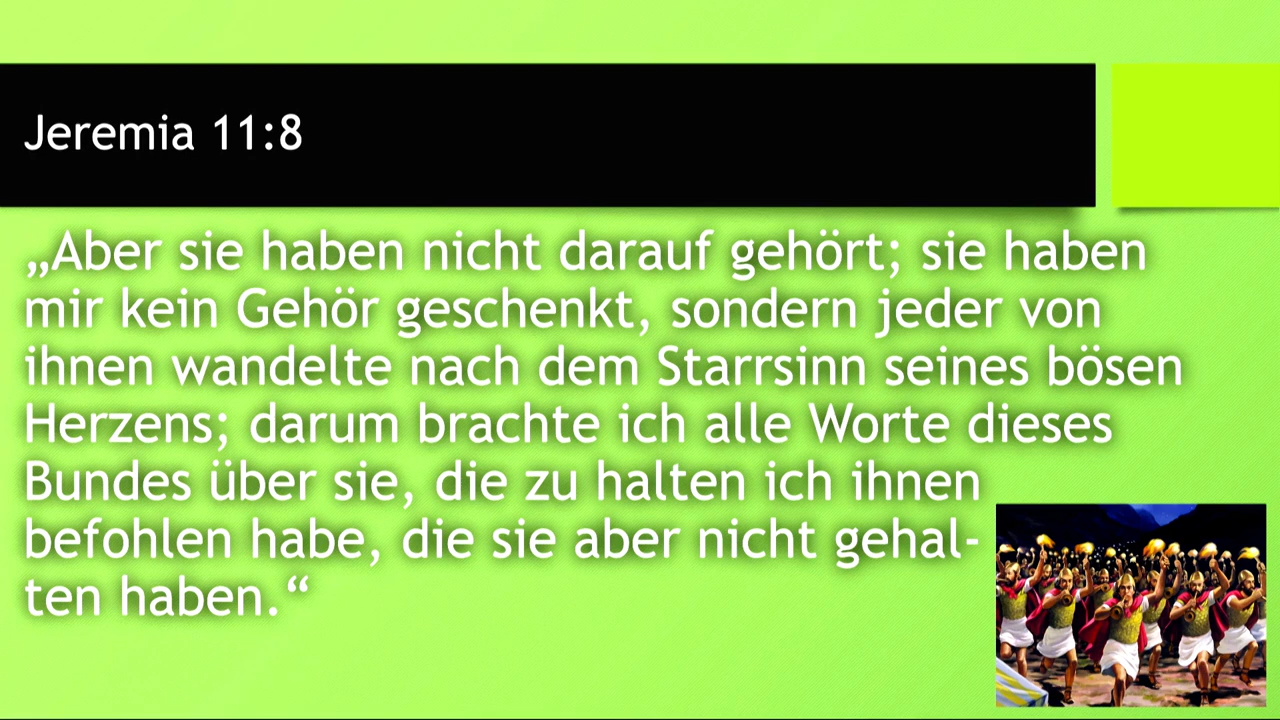 Jeremia 11:8
„Aber sie haben nicht darauf gehört; sie haben
mir kein Gehör geschenkt, sondern jeder von
ihnen wandelte nach dem Starrsinn seines bösen
Herzens; darum brachte ich alle Worte dieses
Bundes über sie, die zu halten ich ihnen
befohlen habe, die sie aber nicht gehal-
ten haben.“